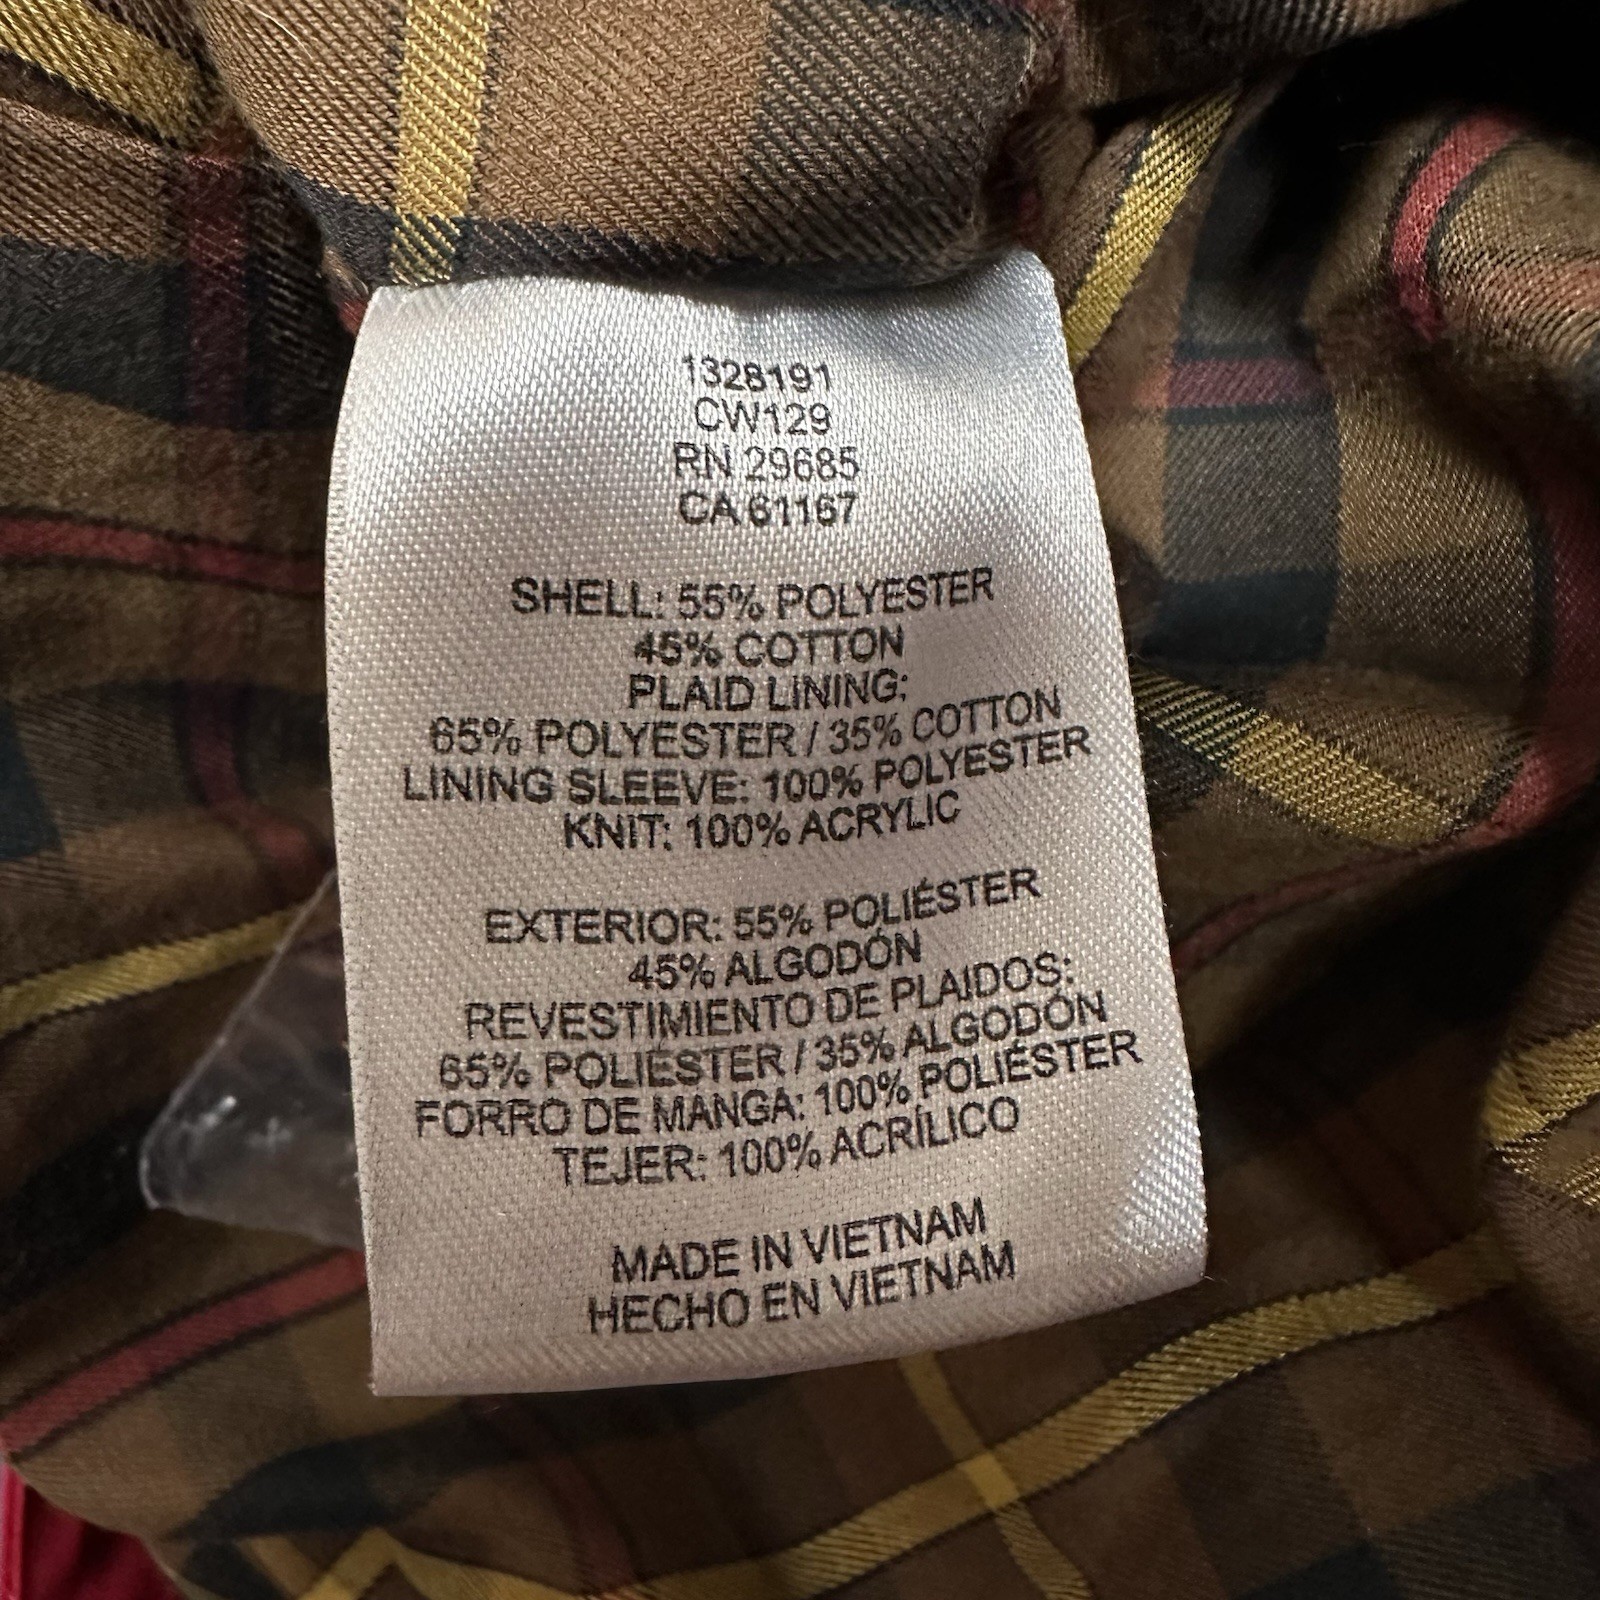 1328191
CW129
RN 29685
CA 61167
SHELL: 55% POLYESTER
45% COTTON
PLAID LINING:
65% POLYESTER / 35% COTTON
LINING SLEEVE: 100% POLYESTER
KNIT: 100% ACRYLIC
EXTERIOR: 55% POLIÉSTER
45% ALGODÓN
REVESTIMIENTO DE PLAIDOS:
65% POLIÉSTER / 35% ALGODÓN
FORRO DE MANGA: 100% POLIÉSTER
TEJER: 100% ACRÍLICO
MADE IN VIETNAM
HECHO EN VIETNAM